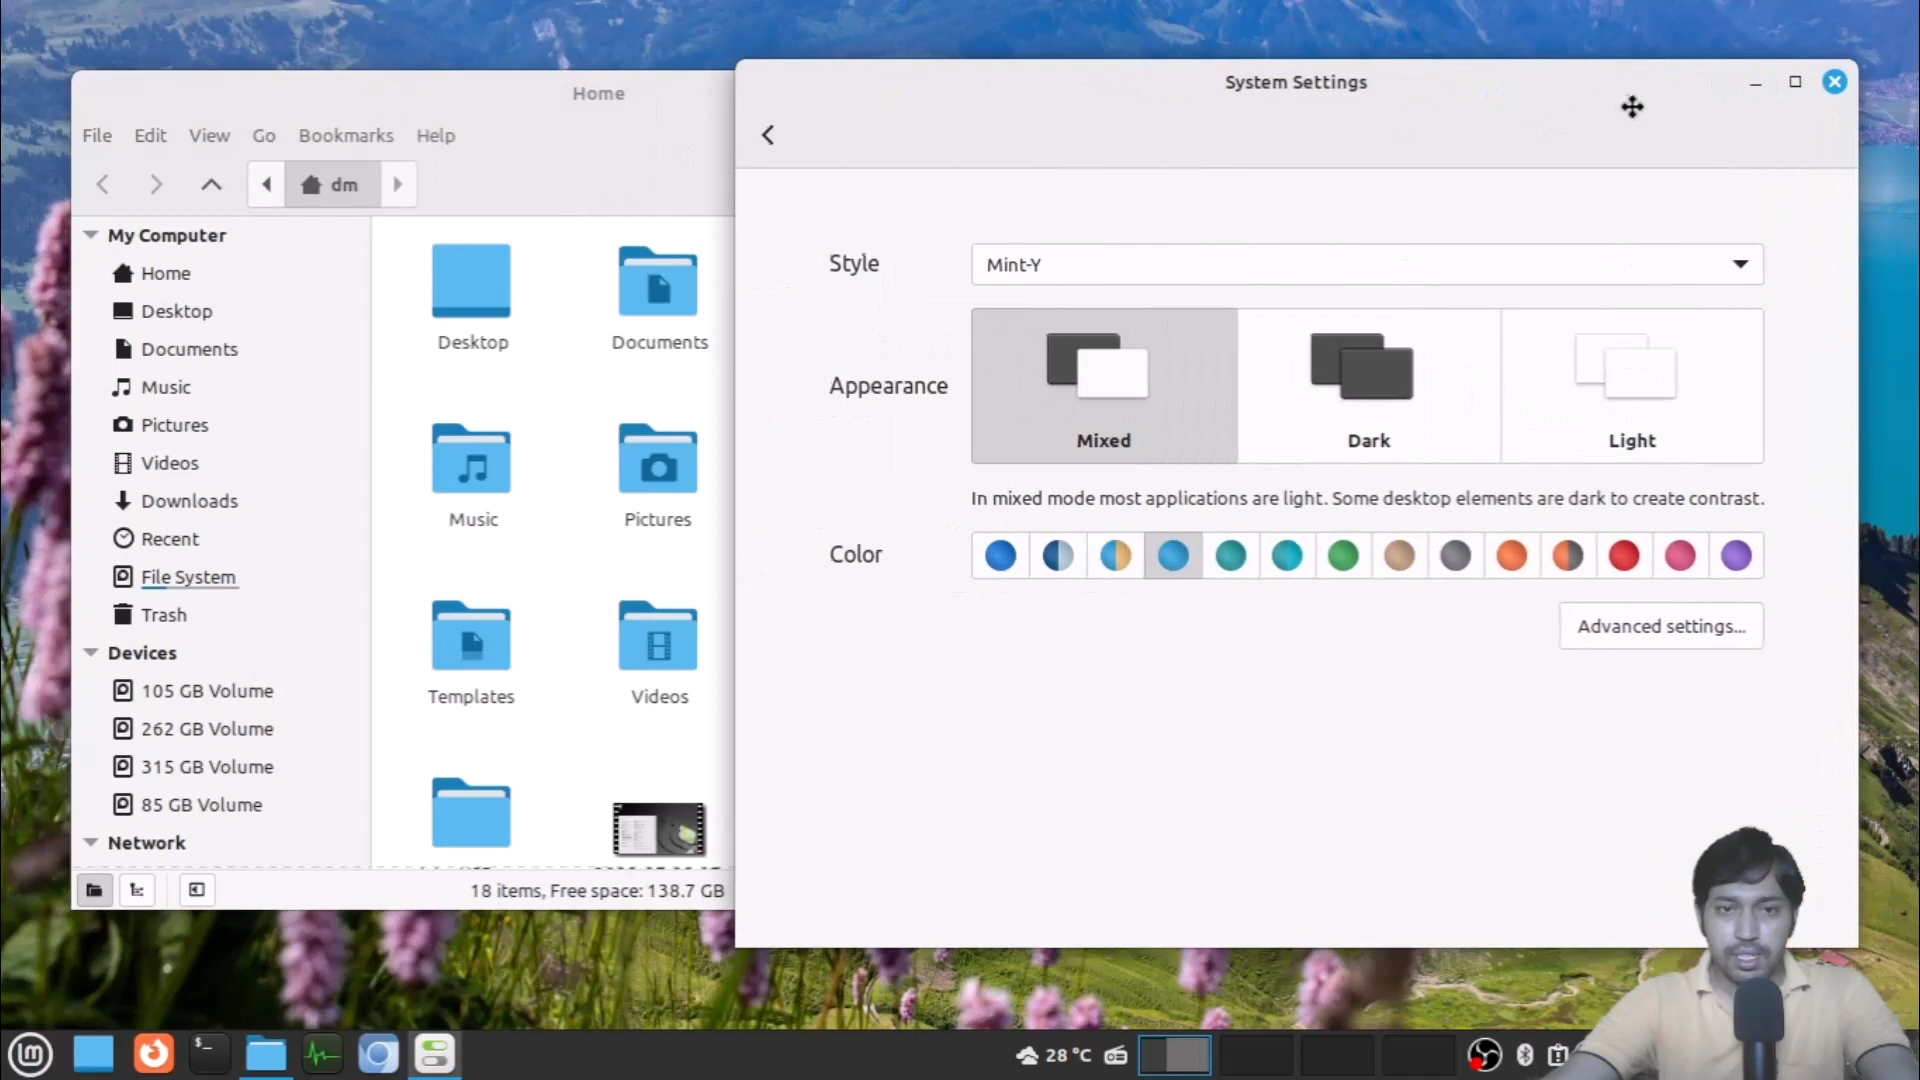 Home
File Edit View Go Bookmarks Help
dm
My Computer
Home
Desktop
Documents
Music
Pictures
Videos
Downloads
Recent
File System
Trash
Devices
105 GB Volume
262 GB Volume
315 GB Volume
85 GB Volume
Network
Desktop
Documents
Music
Pictures
Templates
Videos
18 items, Free space: 138.7 GB
System Settings
Style
Mint-Y
Appearance
Mixed
Dark
Light
In mixed mode most applications are light. Some desktop elements are dark to create contrast.
Color
Advanced settings...
$_
28 °C